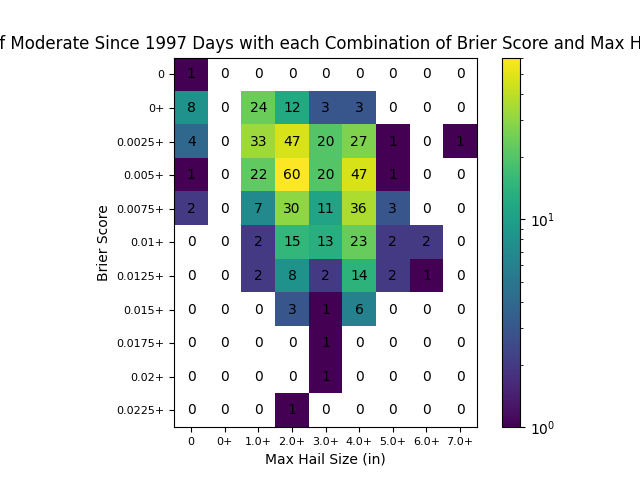 f Moderate Since 1997 Days with each Combination of Brier Score and Max H
0 1 0 0 0 0 0 0 0 0
0+ 8 0 24 12 3 3 0 0 0
0.0025+ 4 0 33 47 20 27 1 0 1
0.005+ 1 0 22 60 20 47 1 0 0
0.0075+ 2 0 7 30 11 36 3 0 0
0.01+ 0 0 2 15 13 23 2 2 0
0.0125+ 0 0 2 8 2 14 2 1 0
0.015+ 0 0 0 3 1 6 0 0 0
0.0175+ 0 0 0 0 1 0 0 0 0
0.02+ 0 0 0 0 1 0 0 0 0
0.0225+ 0 0 0 1 0 0 0 0 0
0 0+ 1.0+ 2.0+ 3.0+ 4.0+ 5.0+ 6.0+ 7.0+
Max Hail Size (in)
Brier Score
10¹
10⁰